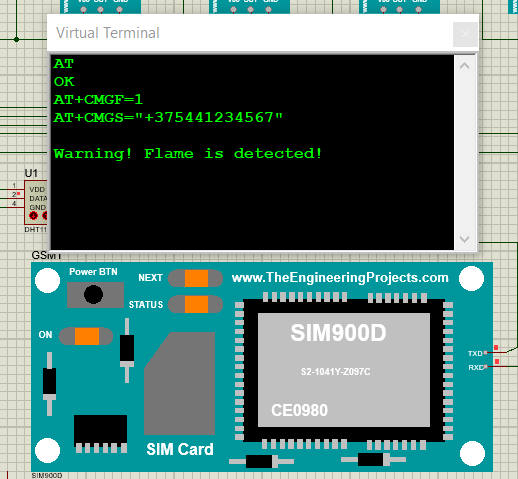 Virtual Terminal
AT
OK
AT+CMGF=1
AT+CMGS="+375441234567"
Warning! Flame is detected!
U1
1
2
4
VDD
DATA
GND
DHT11
GSM1
Power BTN
NEXT
www.TheEngineeringProjects.com
STATUS
ON
SIM900D
S2-1041Y-Z097C
CE0980
TXD
RXD
SIM Card
SIM900D